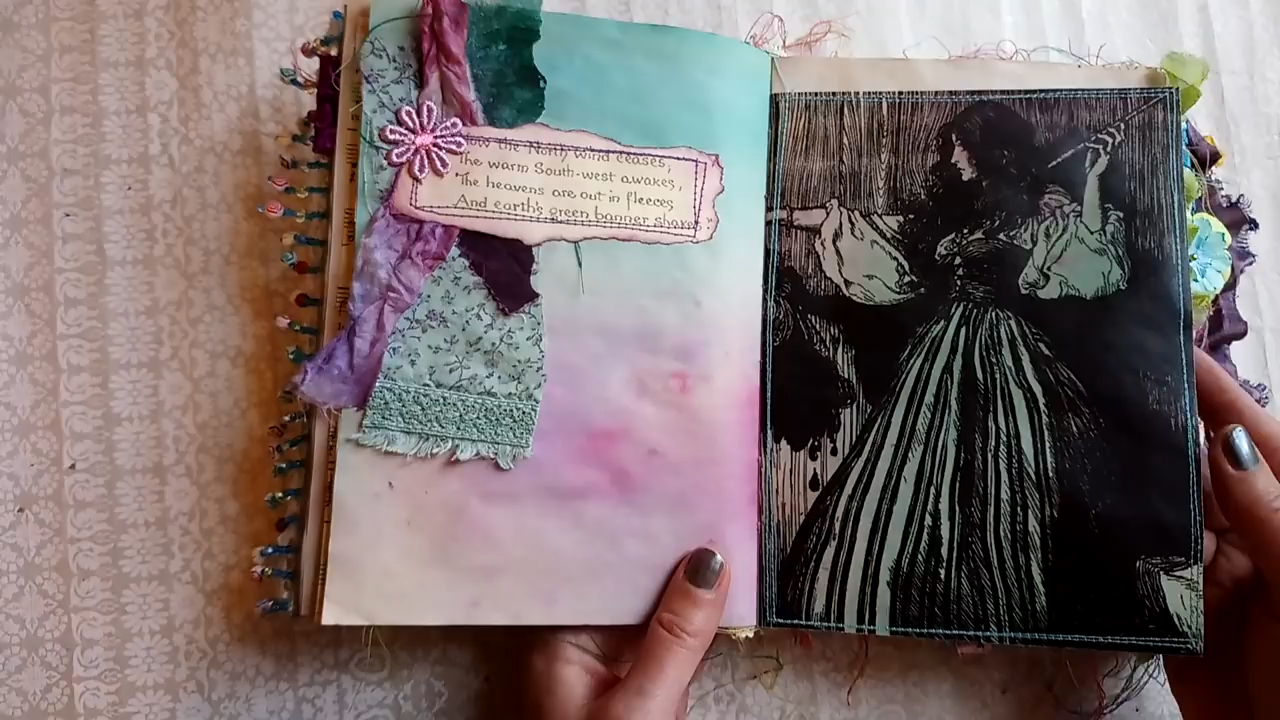 ow the North wind ceases,
The warm South-west awakes,
The heavens are out in fleeces
And earth's green banner shakes."